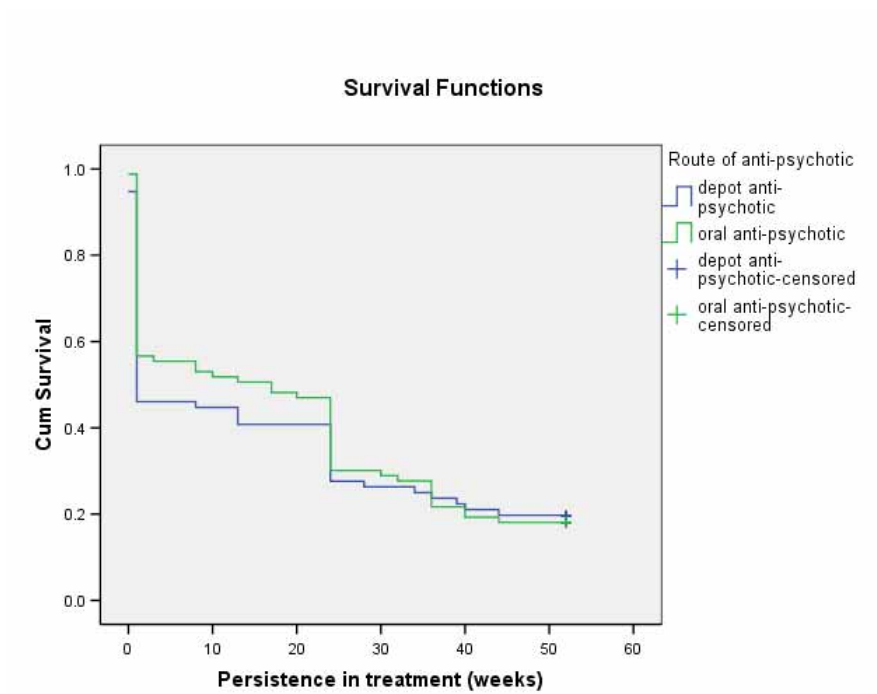 Survival Functions
Route of anti-psychotic
depot anti-
psychotic
oral anti-psychotic
depot anti-
psychotic-censored
oral anti-psychotic-
censored
Cum Survival
1.0
0.8
0.6
0.4
0.2
0.0
0 10 20 30 40 50 60
Persistence in treatment (weeks)